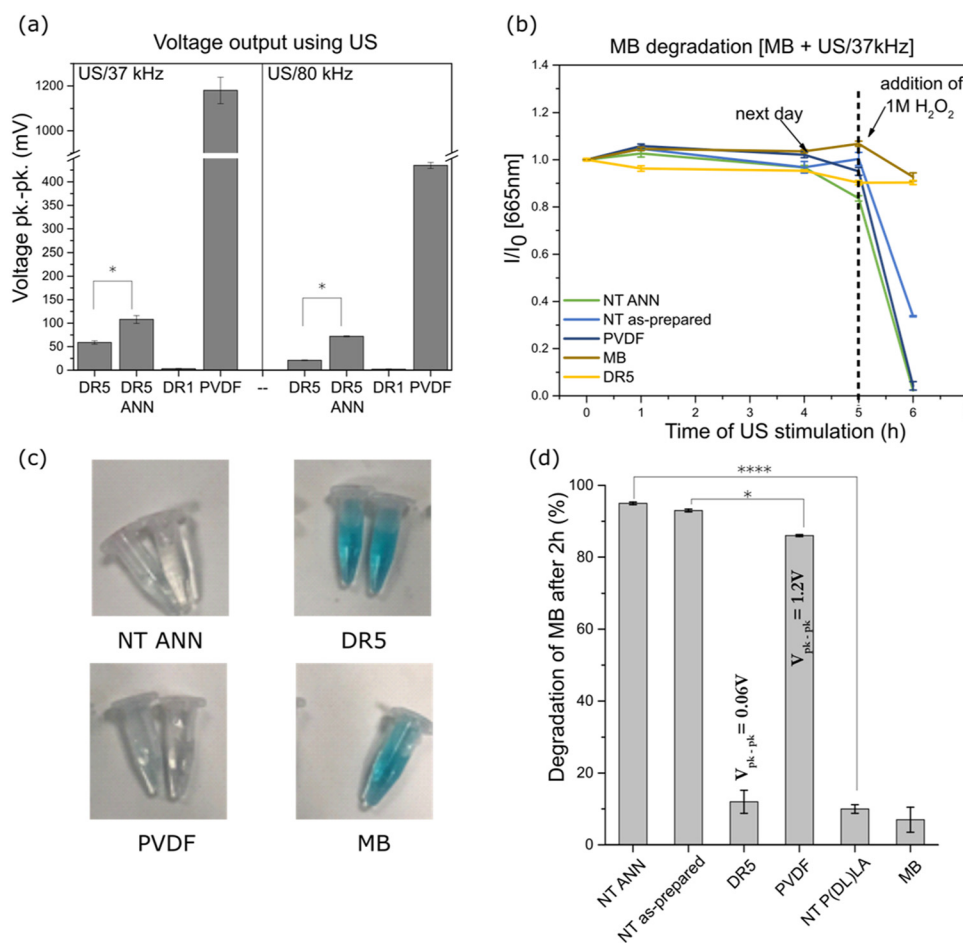 (a)
Voltage output using US
US/37 kHz
US/80 kHz
Voltage pk.-pk. (mV)
1200
1000
400
350
300
250
200
150
100
50
0
*
*
DR5 DR5 DR1 PVDF -- DR5 DR5 DR1 PVDF
ANN ANN
(b)
MB degradation [MB + US/37kHz]
I/I0 [665nm]
1.4
1.2
1.0
0.8
0.6
0.4
0.2
0.0
next day
addition of
1M H2O2
NT ANN
NT as-prepared
PVDF
MB
DR5
0 1 2 3 4 5 6
Time of US stimulation (h)
(c)
NT ANN
DR5
PVDF
MB
(d)
Degradation of MB after 2h (%)
100
80
60
40
20
0
****
*
Vpk - pk = 0.06V
Vpk - pk = 1.2V
NT ANN
NT as-prepared
DR5
PVDF
NT P(DL)LA
MB